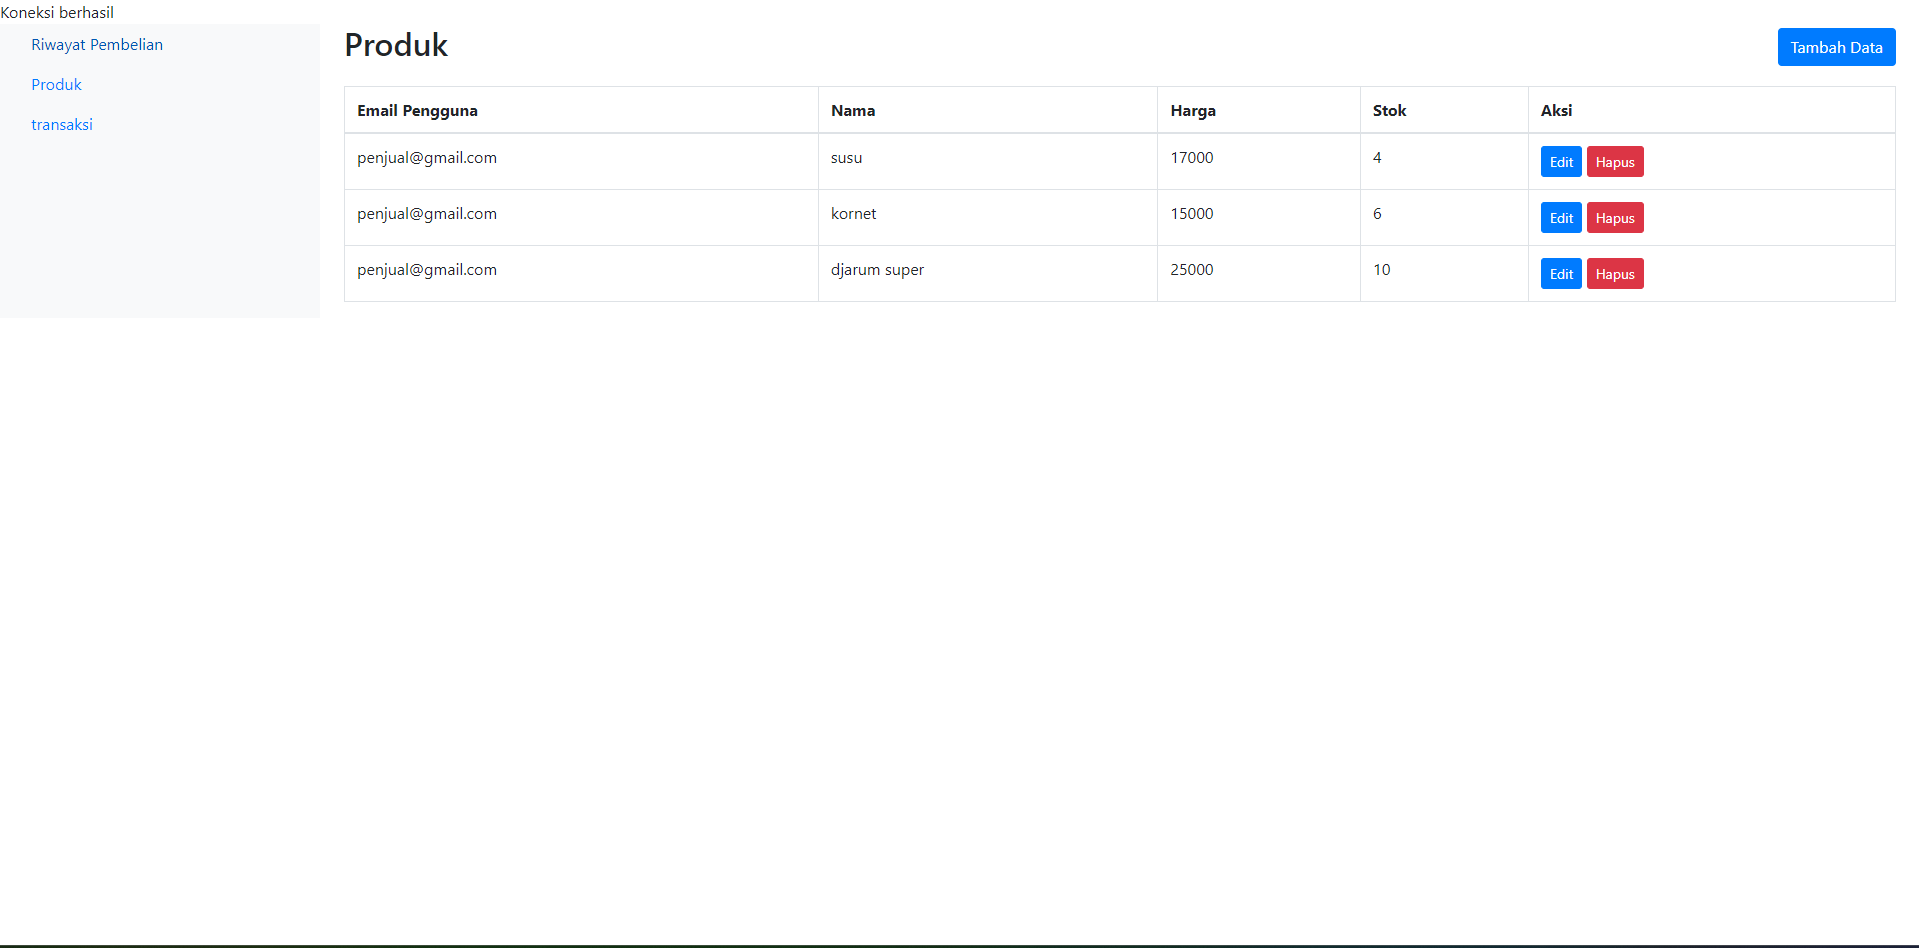 Koneksi berhasil
Riwayat Pembelian
Produk
transaksi
Produk
Tambah Data
Email Pengguna Nama Harga Stok Aksi
penjual@gmail.com susu 17000 4 Edit Hapus
penjual@gmail.com kornet 15000 6 Edit Hapus
penjual@gmail.com djarum super 25000 10 Edit Hapus